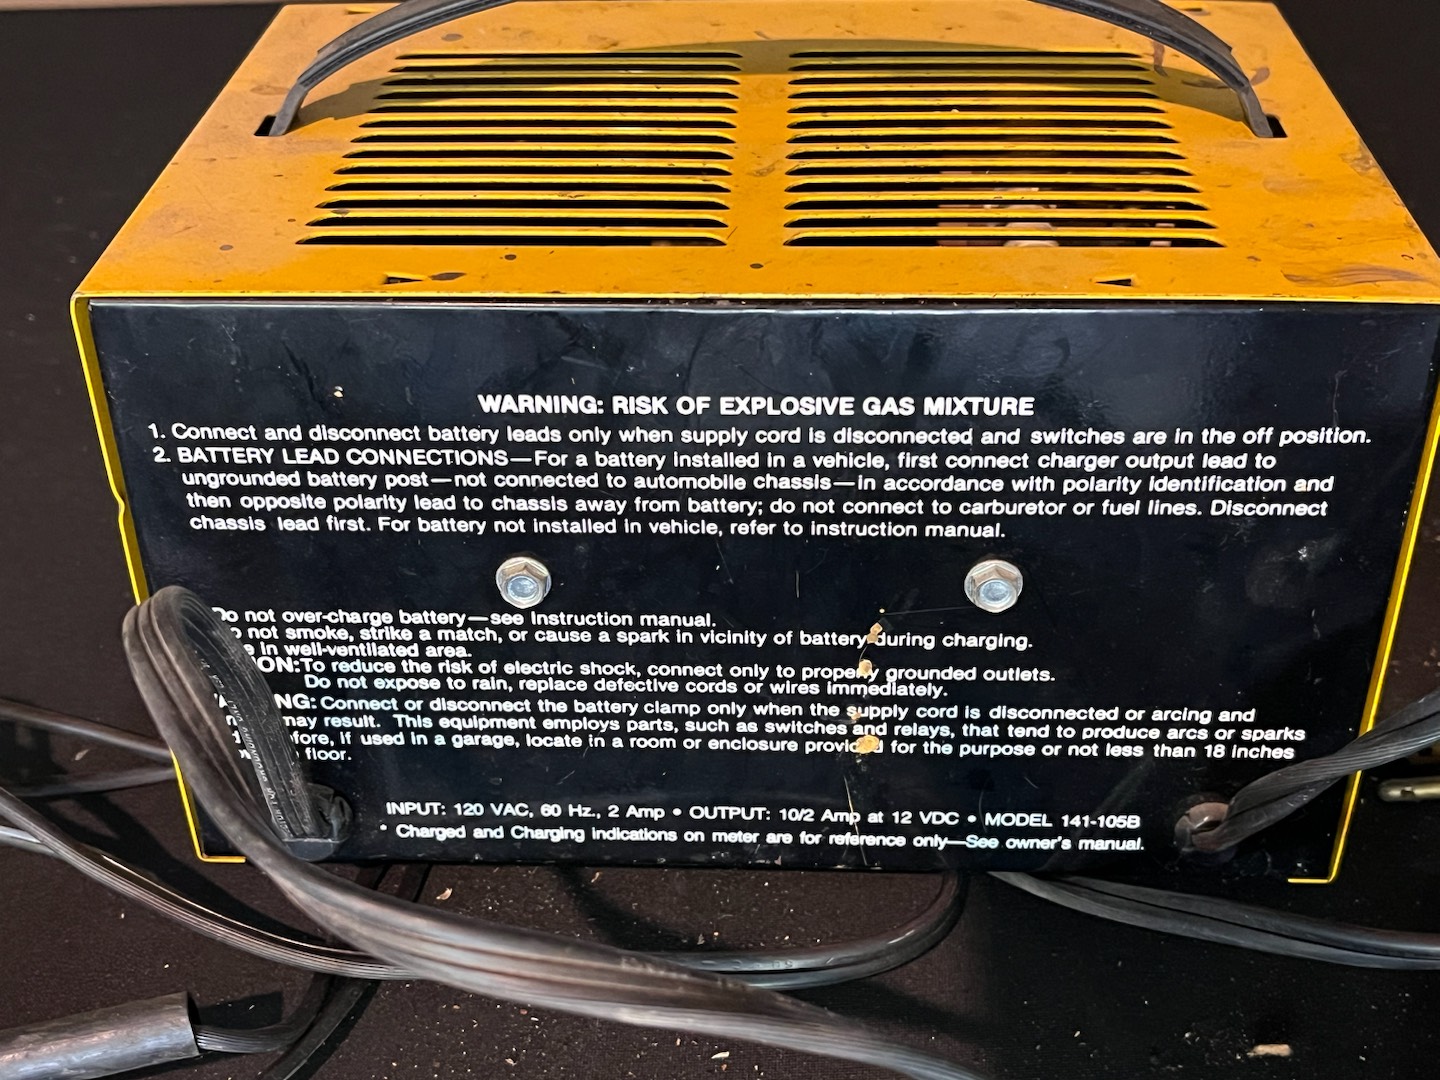 WARNING: RISK OF EXPLOSIVE GAS MIXTURE
1. Connect and disconnect battery leads only when supply cord is disconnected and switches are in the off position.
2. BATTERY LEAD CONNECTIONS—For a battery installed in a vehicle, first connect charger output lead to
ungrounded battery post—not connected to automobile chassis—in accordance with polarity identification and
then opposite polarity lead to chassis away from battery; do not connect to carburetor or fuel lines. Disconnect
chassis lead first. For battery not installed in vehicle, refer to instruction manual.
Do not over-charge battery—see Instruction manual.
not smoke, strike a match, or cause a spark in vicinity of battery during charging.
in well-ventilated area.
To reduce the risk of electric shock, connect only to properly grounded outlets.
Do not expose to rain, replace defective cords or wires immediately.
Connect or disconnect the battery clamp only when the supply cord is disconnected or arcing and
may result. This equipment employs parts, such as switches and relays, that tend to produce arcs or sparks
if used in a garage, locate in a room or enclosure provided for the purpose or not less than 18 inches
floor.
INPUT: 120 VAC, 60 Hz., 2 Amp • OUTPUT: 10/2 Amp at 12 VDC • MODEL 141-105B
* Charged and Charging indications on meter are for reference only—See owner's manual.